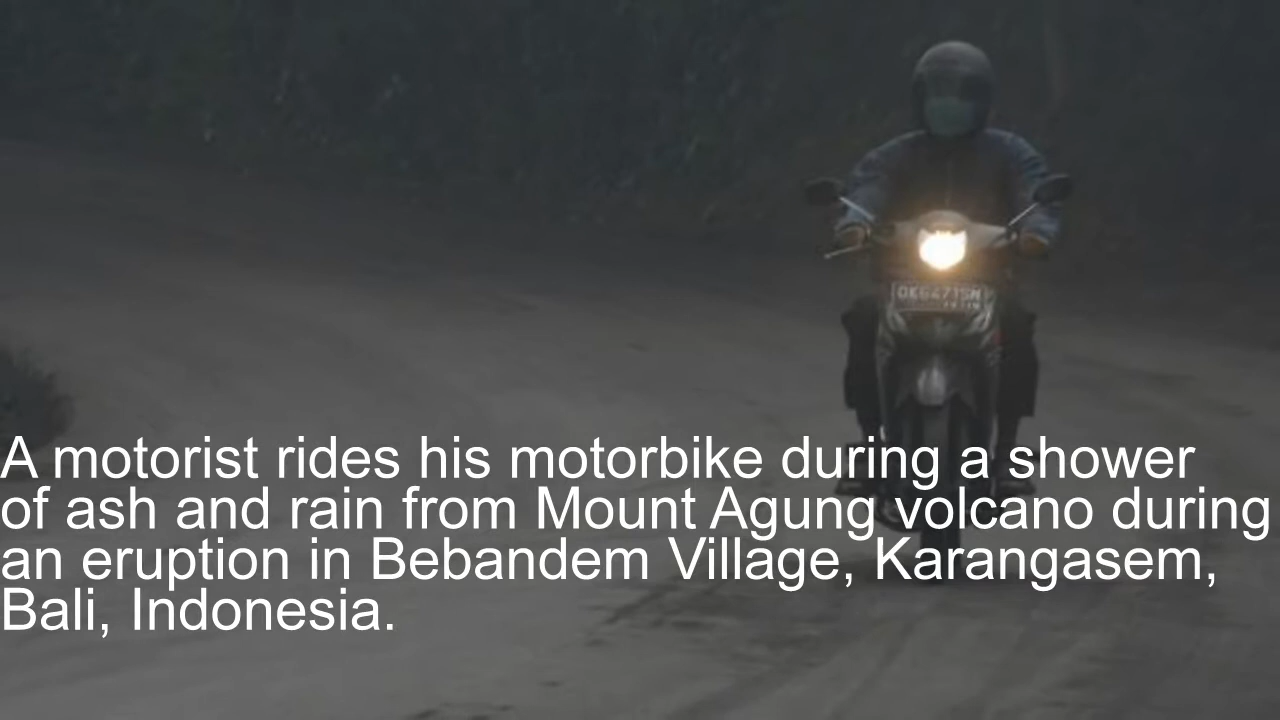 A motorist rides his motorbike during a shower
of ash and rain from Mount Agung volcano during
an eruption in Bebandem Village, Karangasem,
Bali, Indonesia.